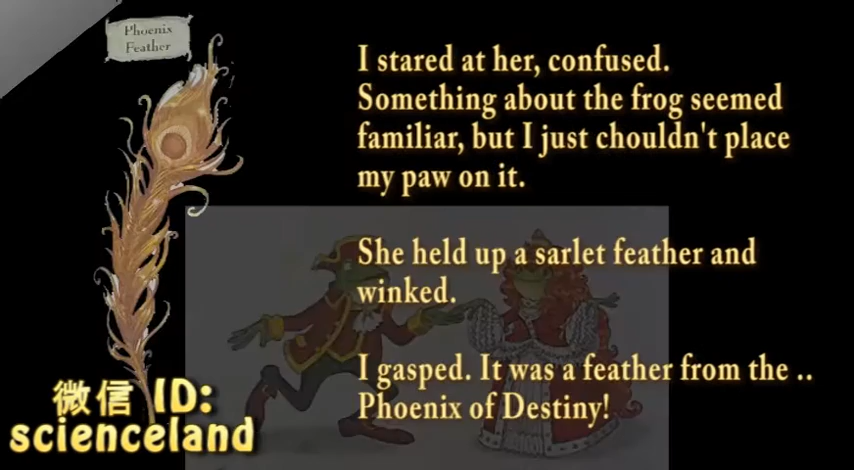 Phoenix
Feather
I stared at her, confused.
Something about the frog seemed
familiar, but I just chouldn't place
my paw on it.
She held up a sarlet feather and
winked.
I gasped. It was a feather from the ..
Phoenix of Destiny!
微信 ID:
scienceland